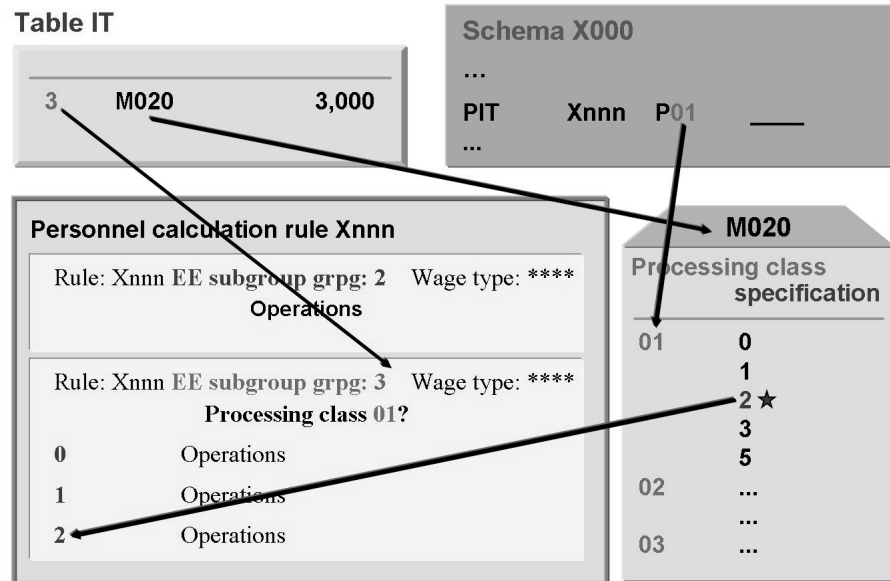 Table IT
3 M020 3,000
Schema X000
...
PIT Xnnn P01 ____
...
Personnel calculation rule Xnnn
Rule: Xnnn EE subgroup grpg: 2 Wage type: ****
Operations
Rule: Xnnn EE subgroup grpg: 3 Wage type: ****
Processing class 01?
0 Operations
1 Operations
2 Operations
M020
Processing class
specification
01 0
1
2
3
5
02 ...
...
03 ...